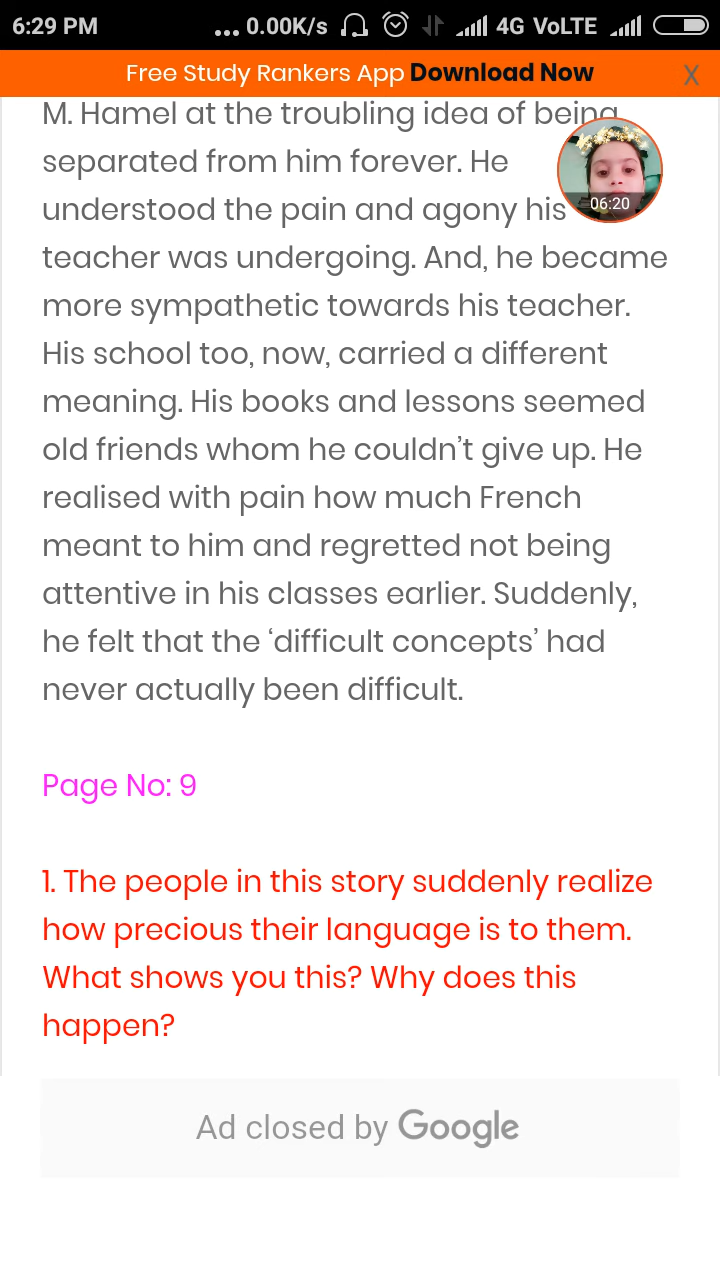 6:29 PM ... 0.00K/s 4G VoLTE
Free Study Rankers App Download Now X
M. Hamel at the troubling idea of being
separated from him forever. He
06:20
understood the pain and agony his
teacher was undergoing. And, he became
more sympathetic towards his teacher.
His school too, now, carried a different
meaning. His books and lessons seemed
old friends whom he couldn’t give up. He
realised with pain how much French
meant to him and regretted not being
attentive in his classes earlier. Suddenly,
he felt that the ‘difficult concepts’ had
never actually been difficult.
Page No: 9
1. The people in this story suddenly realize
how precious their language is to them.
What shows you this? Why does this
happen?
Ad closed by Google